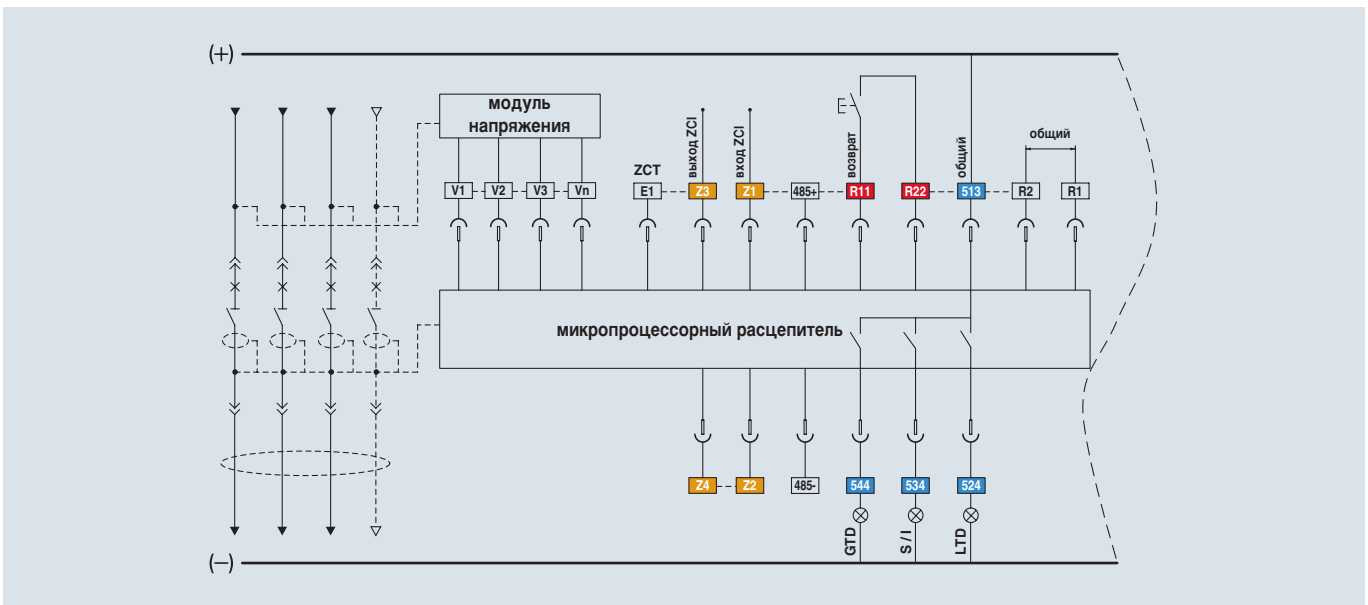 (+)
модуль
напряжения
ZCT
выход ZCI
вход ZCI
возврат
общий
общий
V1
V2
V3
Vn
E1
Z3
Z1
485+
R11
R22
513
R2
R1
микропроцессорный расцепитель
Z4
Z2
485-
544
534
524
GTD
S / I
LTD
(—)